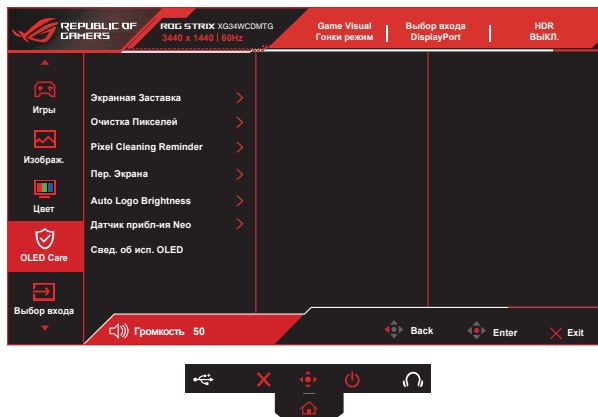 REPUBLIC OF
GAMERS
ROG STRIX XG34WCDMTG
3440 x 1440 | 60Hz
Game Visual
Гонки режим
Выбор входа
DisplayPort
HDR
ВЫКЛ.
Игры
Изображ.
Цвет
OLED Care
Выбор входа
Экранная Заставка
Очистка Пикселей
Pixel Cleaning Reminder
Пер. Экрана
Auto Logo Brightness
Датчик прибл-ия Neo
Свед. об исп. OLED
Громкость 50
Back
Enter
Exit